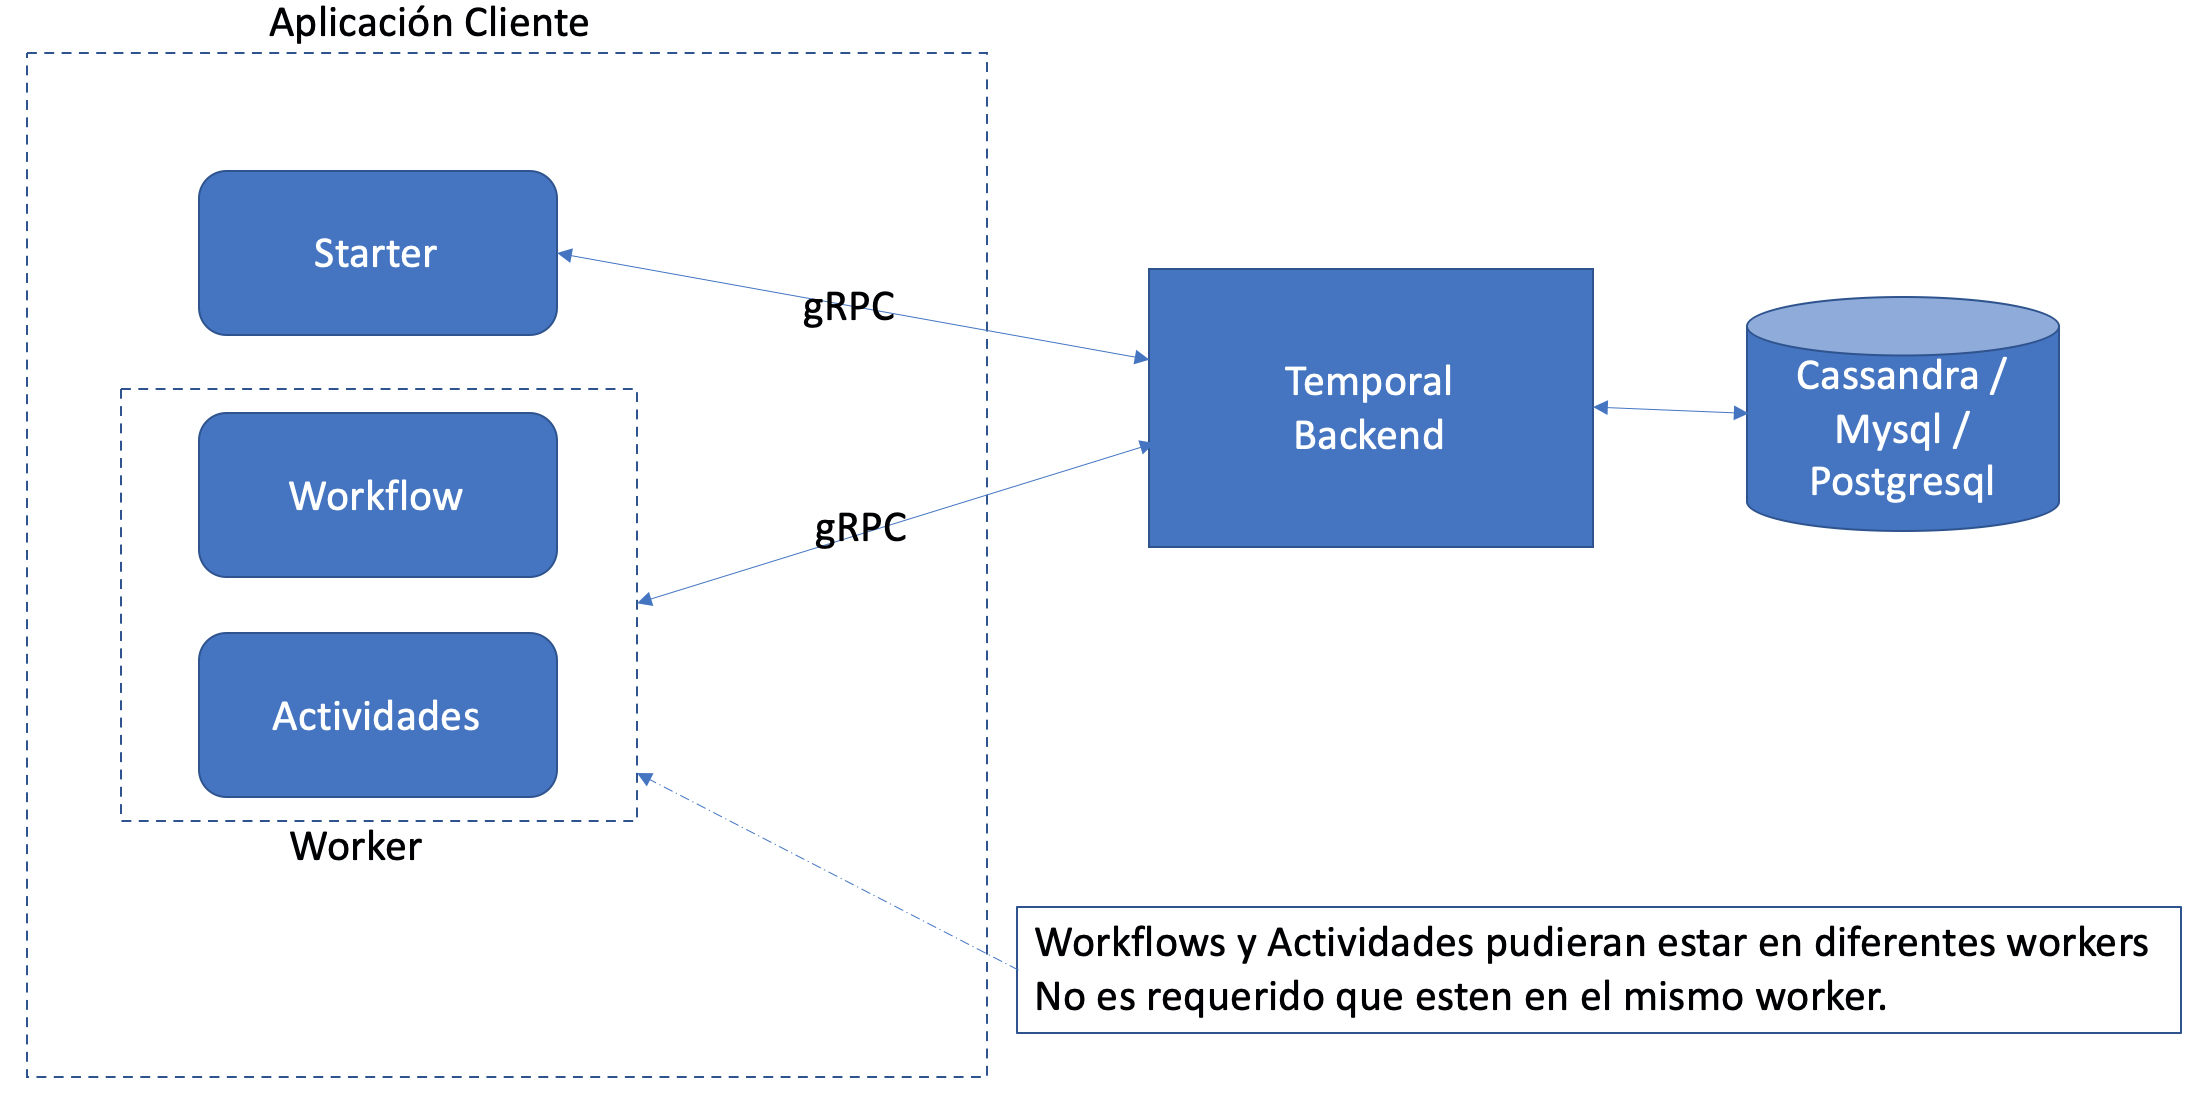 Aplicación Cliente
Starter
gRPC
Temporal
Backend
Cassandra /
Mysql /
Postgresql
Workflow
gRPC
Actividades
Worker
Workflows y Actividades pudieran estar en diferentes workers
No es requerido que esten en el mismo worker.